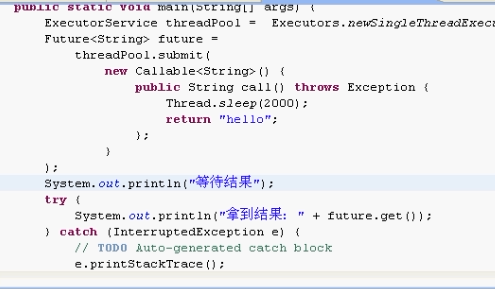 public static void main(String[] args) {
ExecutorService threadPool = Executors.newSingleThreadExecu
Future<String> future =
threadPool.submit(
new Callable<String>() {
public String call() throws Exception {
Thread.sleep(2000);
return "hello";
};
}
);
System.out.println("等待结果");
try {
System.out.println("拿到结果：" + future.get());
} catch (InterruptedException e) {
// TODO Auto-generated catch block
e.printStackTrace();